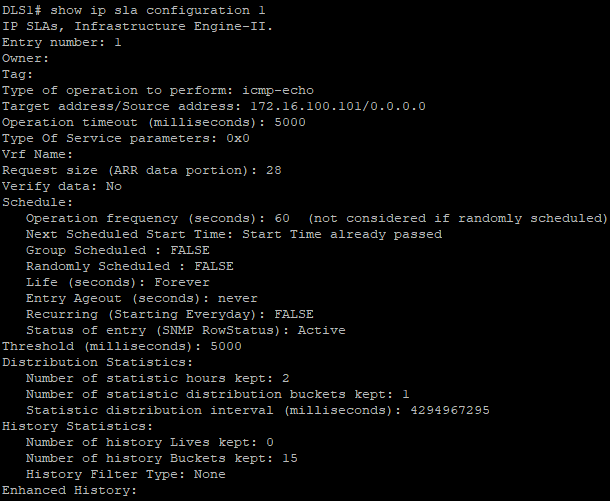 DLS1# show ip sla configuration 1
IP SLAs, Infrastructure Engine-II.
Entry number: 1
Owner:
Tag:
Type of operation to perform: icmp-echo
Target address/Source address: 172.16.100.101/0.0.0.0
Operation timeout (milliseconds): 5000
Type Of Service parameters: 0x0
Vrf Name:
Request size (ARR data portion): 28
Verify data: No
Schedule:
   Operation frequency (seconds): 60  (not considered if randomly scheduled)
   Next Scheduled Start Time: Start Time already passed
   Group Scheduled : FALSE
   Randomly Scheduled : FALSE
   Life (seconds): Forever
   Entry Ageout (seconds): never
   Recurring (Starting Everyday): FALSE
   Status of entry (SNMP RowStatus): Active
Threshold (milliseconds): 5000
Distribution Statistics:
   Number of statistic hours kept: 2
   Number of statistic distribution buckets kept: 1
   Statistic distribution interval (milliseconds): 4294967295
History Statistics:
   Number of history Lives kept: 0
   Number of history Buckets kept: 15
   History Filter Type: None
Enhanced History: